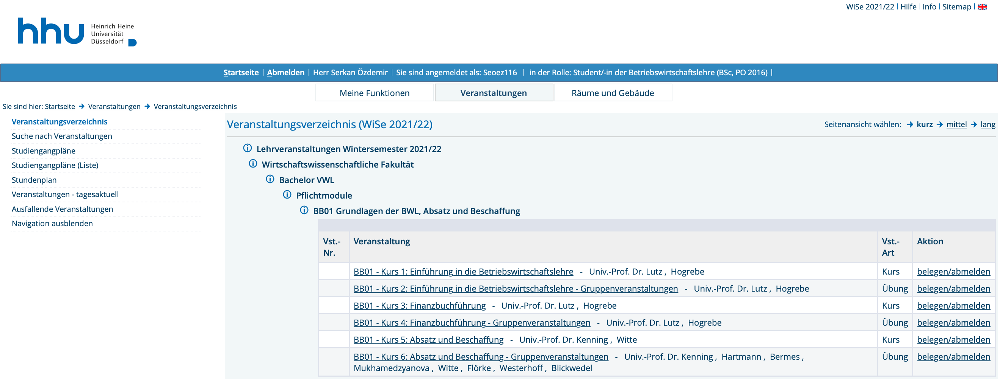 WiSe 2021/22 | Hilfe | Info | Sitemap |
hhu Heinrich Heine
Universität
Düsseldorf
Startseite | Abmelden | Herr Serkan Özdemir | Sie sind angemeldet als: Seoez116 | in der Rolle: Student/-in der Betriebswirtschaftslehre (BSc, PO 2016) |
Meine Funktionen Veranstaltungen Räume und Gebäude
Sie sind hier: Startseite → Veranstaltungen → Veranstaltungsverzeichnis
Veranstaltungsverzeichnis
Suche nach Veranstaltungen
Studiengangpläne
Studiengangpläne (Liste)
Stundenplan
Veranstaltungen - tagesaktuell
Ausfallende Veranstaltungen
Navigation ausblenden
Veranstaltungsverzeichnis (WiSe 2021/22) Seitenansicht wählen: → kurz → mittel → lang
Lehrveranstaltungen Wintersemester 2021/22
Wirtschaftswissenschaftliche Fakultät
Bachelor VWL
Pflichtmodule
BB01 Grundlagen der BWL, Absatz und Beschaffung
Vst.-Nr. Veranstaltung Vst.-Art Aktion
BB01 - Kurs 1: Einführung in die Betriebswirtschaftslehre - Univ.-Prof. Dr. Lutz , Hogrebe Kurs belegen/abmelden
BB01 - Kurs 2: Einführung in die Betriebswirtschaftslehre - Gruppenveranstaltungen - Univ.-Prof. Dr. Lutz , Hogrebe Übung belegen/abmelden
BB01 - Kurs 3: Finanzbuchführung - Univ.-Prof. Dr. Lutz , Hogrebe Kurs belegen/abmelden
BB01 - Kurs 4: Finanzbuchführung - Gruppenveranstaltungen - Univ.-Prof. Dr. Lutz , Hogrebe Übung belegen/abmelden
BB01 - Kurs 5: Absatz und Beschaffung - Univ.-Prof. Dr. Kenning , Witte Kurs belegen/abmelden
BB01 - Kurs 6: Absatz und Beschaffung - Gruppenveranstaltungen - Univ.-Prof. Dr. Kenning , Hartmann , Bermes , Übung belegen/abmelden
Mukhamedzyanova , Witte , Flörke , Westerhoff , Blickwedel